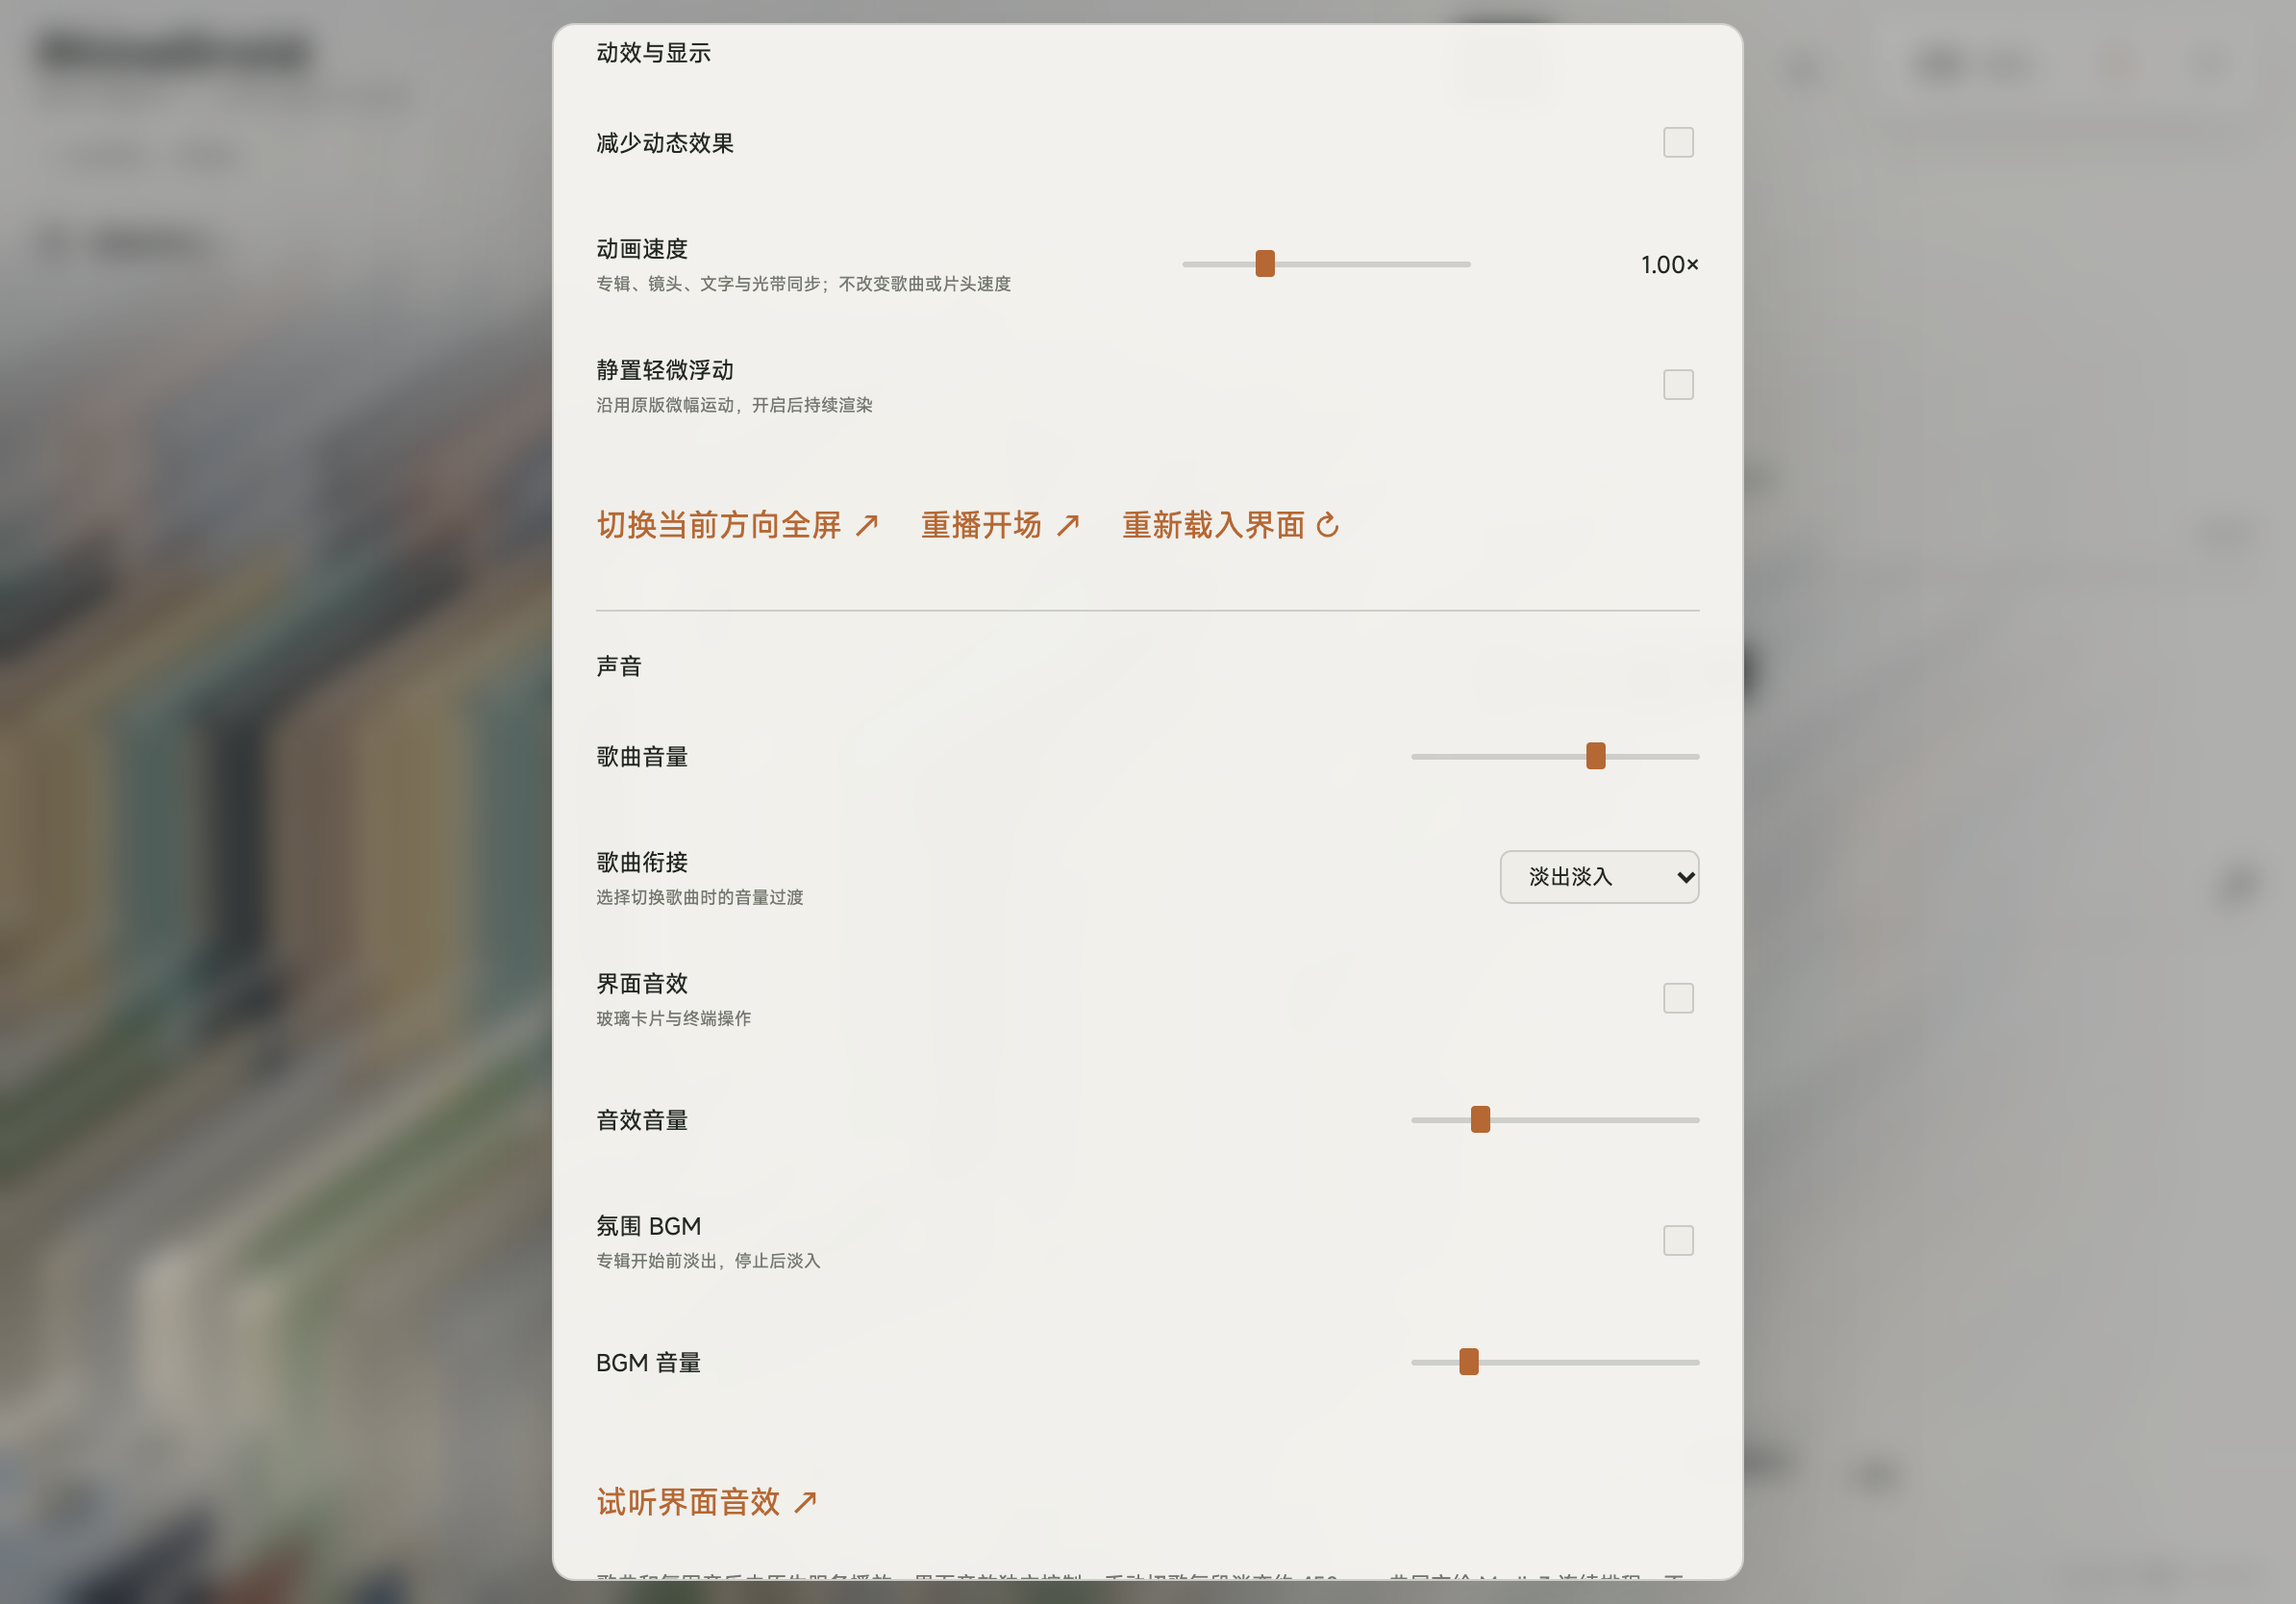 动效与显示
减少动态效果
动画速度
专辑、镜头、文字与光带同步；不改变歌曲或片头速度
1.00×
静置轻微浮动
沿用原版微幅运动，开启后持续渲染
切换当前方向全屏 ↗ 重播开场 ↗ 重新载入界面 ↻
声音
歌曲音量
歌曲衔接
选择切换歌曲时的音量过渡
淡出淡入
界面音效
玻璃卡片与终端操作
音效音量
氛围 BGM
专辑开始前淡出，停止后淡入
BGM 音量
试听界面音效 ↗